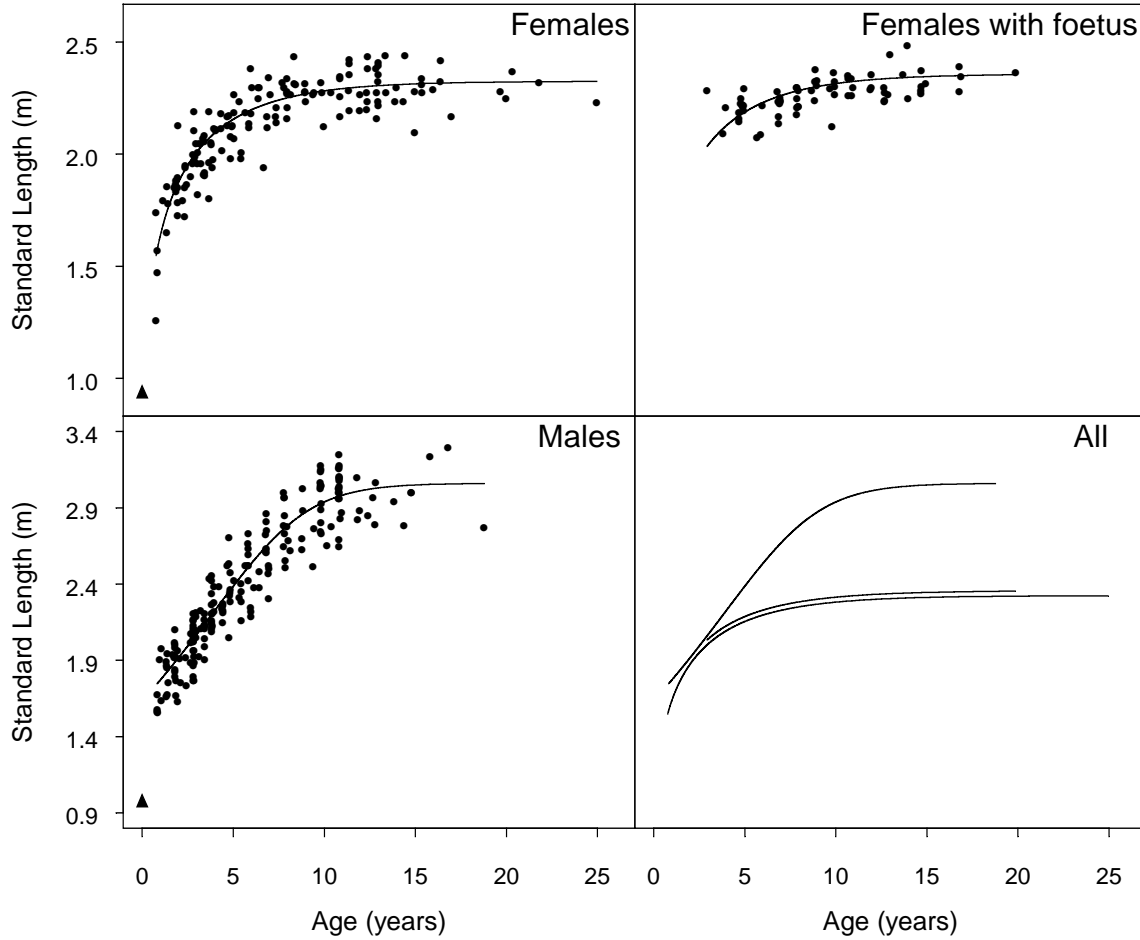 Females
Females with foetus
Standard Length (m)
2.5
2.0
1.5
1.0
Males
All
Standard Length (m)
3.4
2.9
2.4
1.9
1.4
0.9
0 5 10 15 20 25
0 5 10 15 20 25
Age (years)
Age (years)